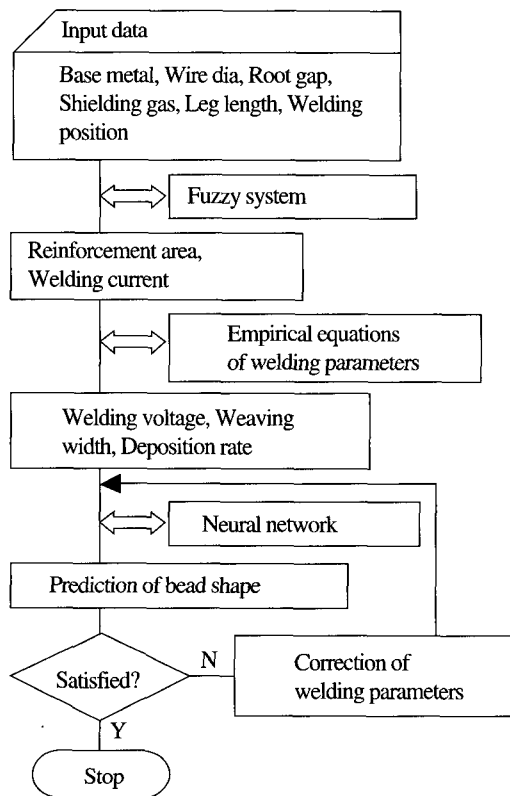 Input data
Base metal, Wire dia, Root gap,
Shielding gas, Leg length, Welding
position
Fuzzy system
Reinforcement area,
Welding current
Empirical equations
of welding parameters
Welding voltage, Weaving
width, Deposition rate
Neural network
Prediction of bead shape
Satisfied?
N
Correction of
welding parameters
Y
Stop